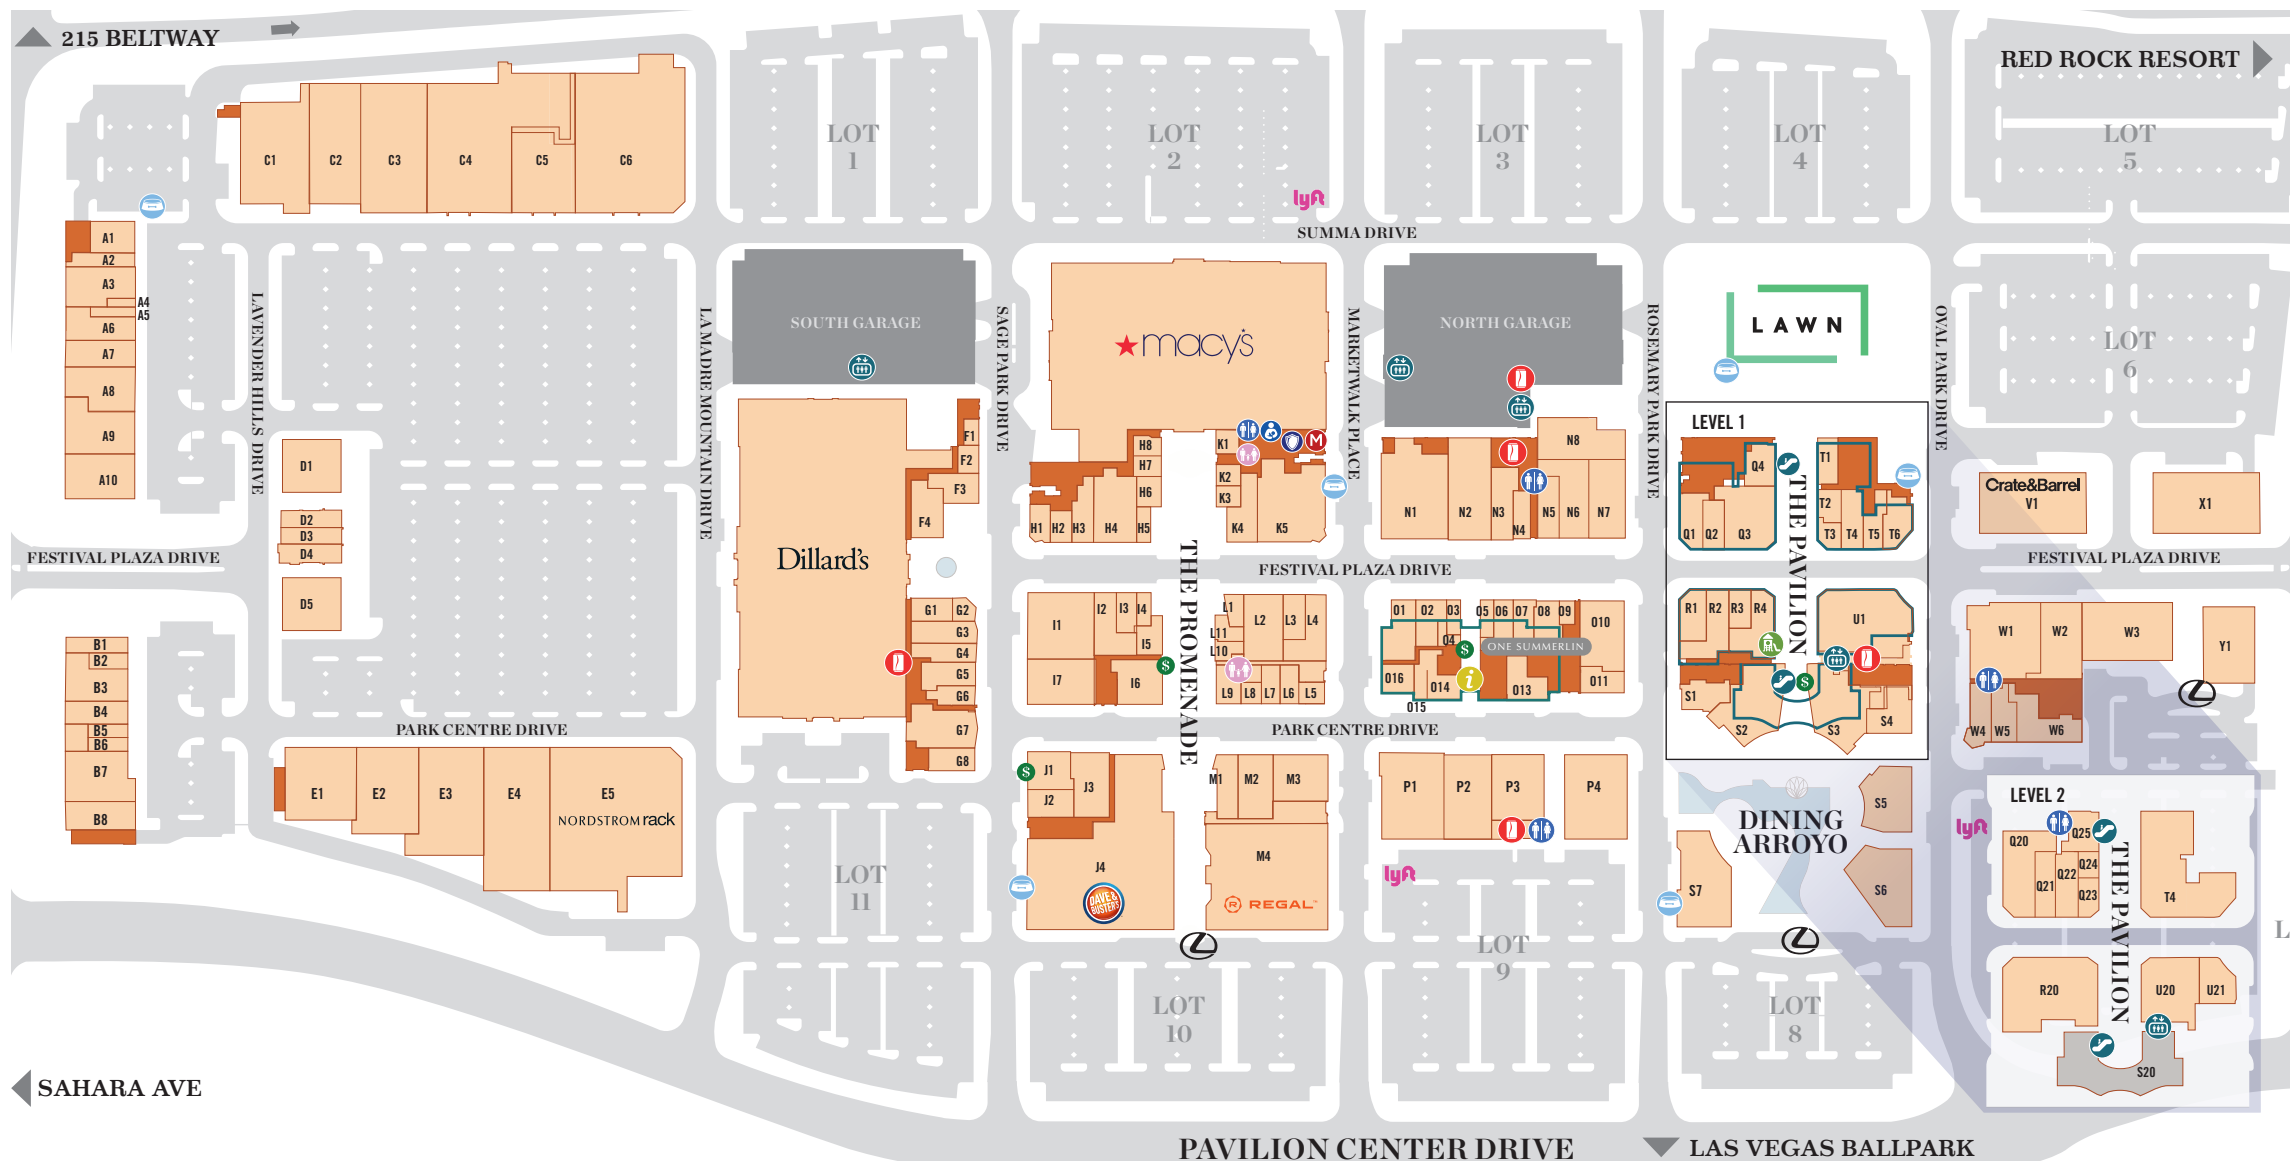 215 BELTWAY
RED ROCK RESORT
LOT
1
LOT
2
LOT
3
LOT
4
LOT
5
C1
C2
C3
C4
C5
C6
lyft
SUMMA DRIVE
A1
A2
A3
A4
A5
A6
A7
A8
A9
A10
LAVENDER HILLS DRIVE
D1
D2
D3
D4
D5
LA MADRE MOUNTAIN DRIVE
SOUTH GARAGE
SAGE PARK DRIVE
macy's
MARKETWALK PLACE
NORTH GARAGE
ROSEMARY PARK DRIVE
LAWN
OVAL PARK DRIVE
LOT
6
Dillard's
F1
F2
F3
F4
H8
H7
H6
H1
H2
H3
H4
H5
K1
K2
K3
K4
K5
M
N8
N1
N2
N3
N4
N5
N6
N7
LEVEL 1
Q4
Q1
Q2
Q3
T1
T2
T3
T4
T5
T6
THE PAVILION
Crate&Barrel
V1
X1
FESTIVAL PLAZA DRIVE
FESTIVAL PLAZA DRIVE
FESTIVAL PLAZA DRIVE
B1
B2
B3
B4
B5
B6
B7
B8
G1
G2
G3
G4
G5
G6
G7
G8
I1
I2
I3
I4
I5
I6
I7
$
THE PROMENADE
L1
L2
L3
L4
L11
L10
L9
L8
L7
L6
L5
O1
O2
O3
O4
O5
O6
O7
O8
O9
O10
$
ONE SUMMERLIN
i
O16
O14
O15
O13
O11
R1
R2
R3
R4
U1
$
S1
S2
S3
S4
W1
W2
W3
W4
W5
W6
Y1
PARK CENTRE DRIVE
PARK CENTRE DRIVE
E1
E2
E3
E4
E5
NORDSTROM rack
$
J1
J2
J3
J4
DAVE &
BUSTER'S
M1
M2
M3
M4
R REGAL
P1
P2
P3
P4
lyft
DINING
ARROYO
S5
S6
S7
lyft
LEVEL 2
Q20
Q21
Q22
Q23
Q24
Q25
T4
THE PAVILION
R20
U20
U21
S20
LOT
11
LOT
10
LOT
9
LOT
8
L
SAHARA AVE
PAVILION CENTER DRIVE
LAS VEGAS BALLPARK